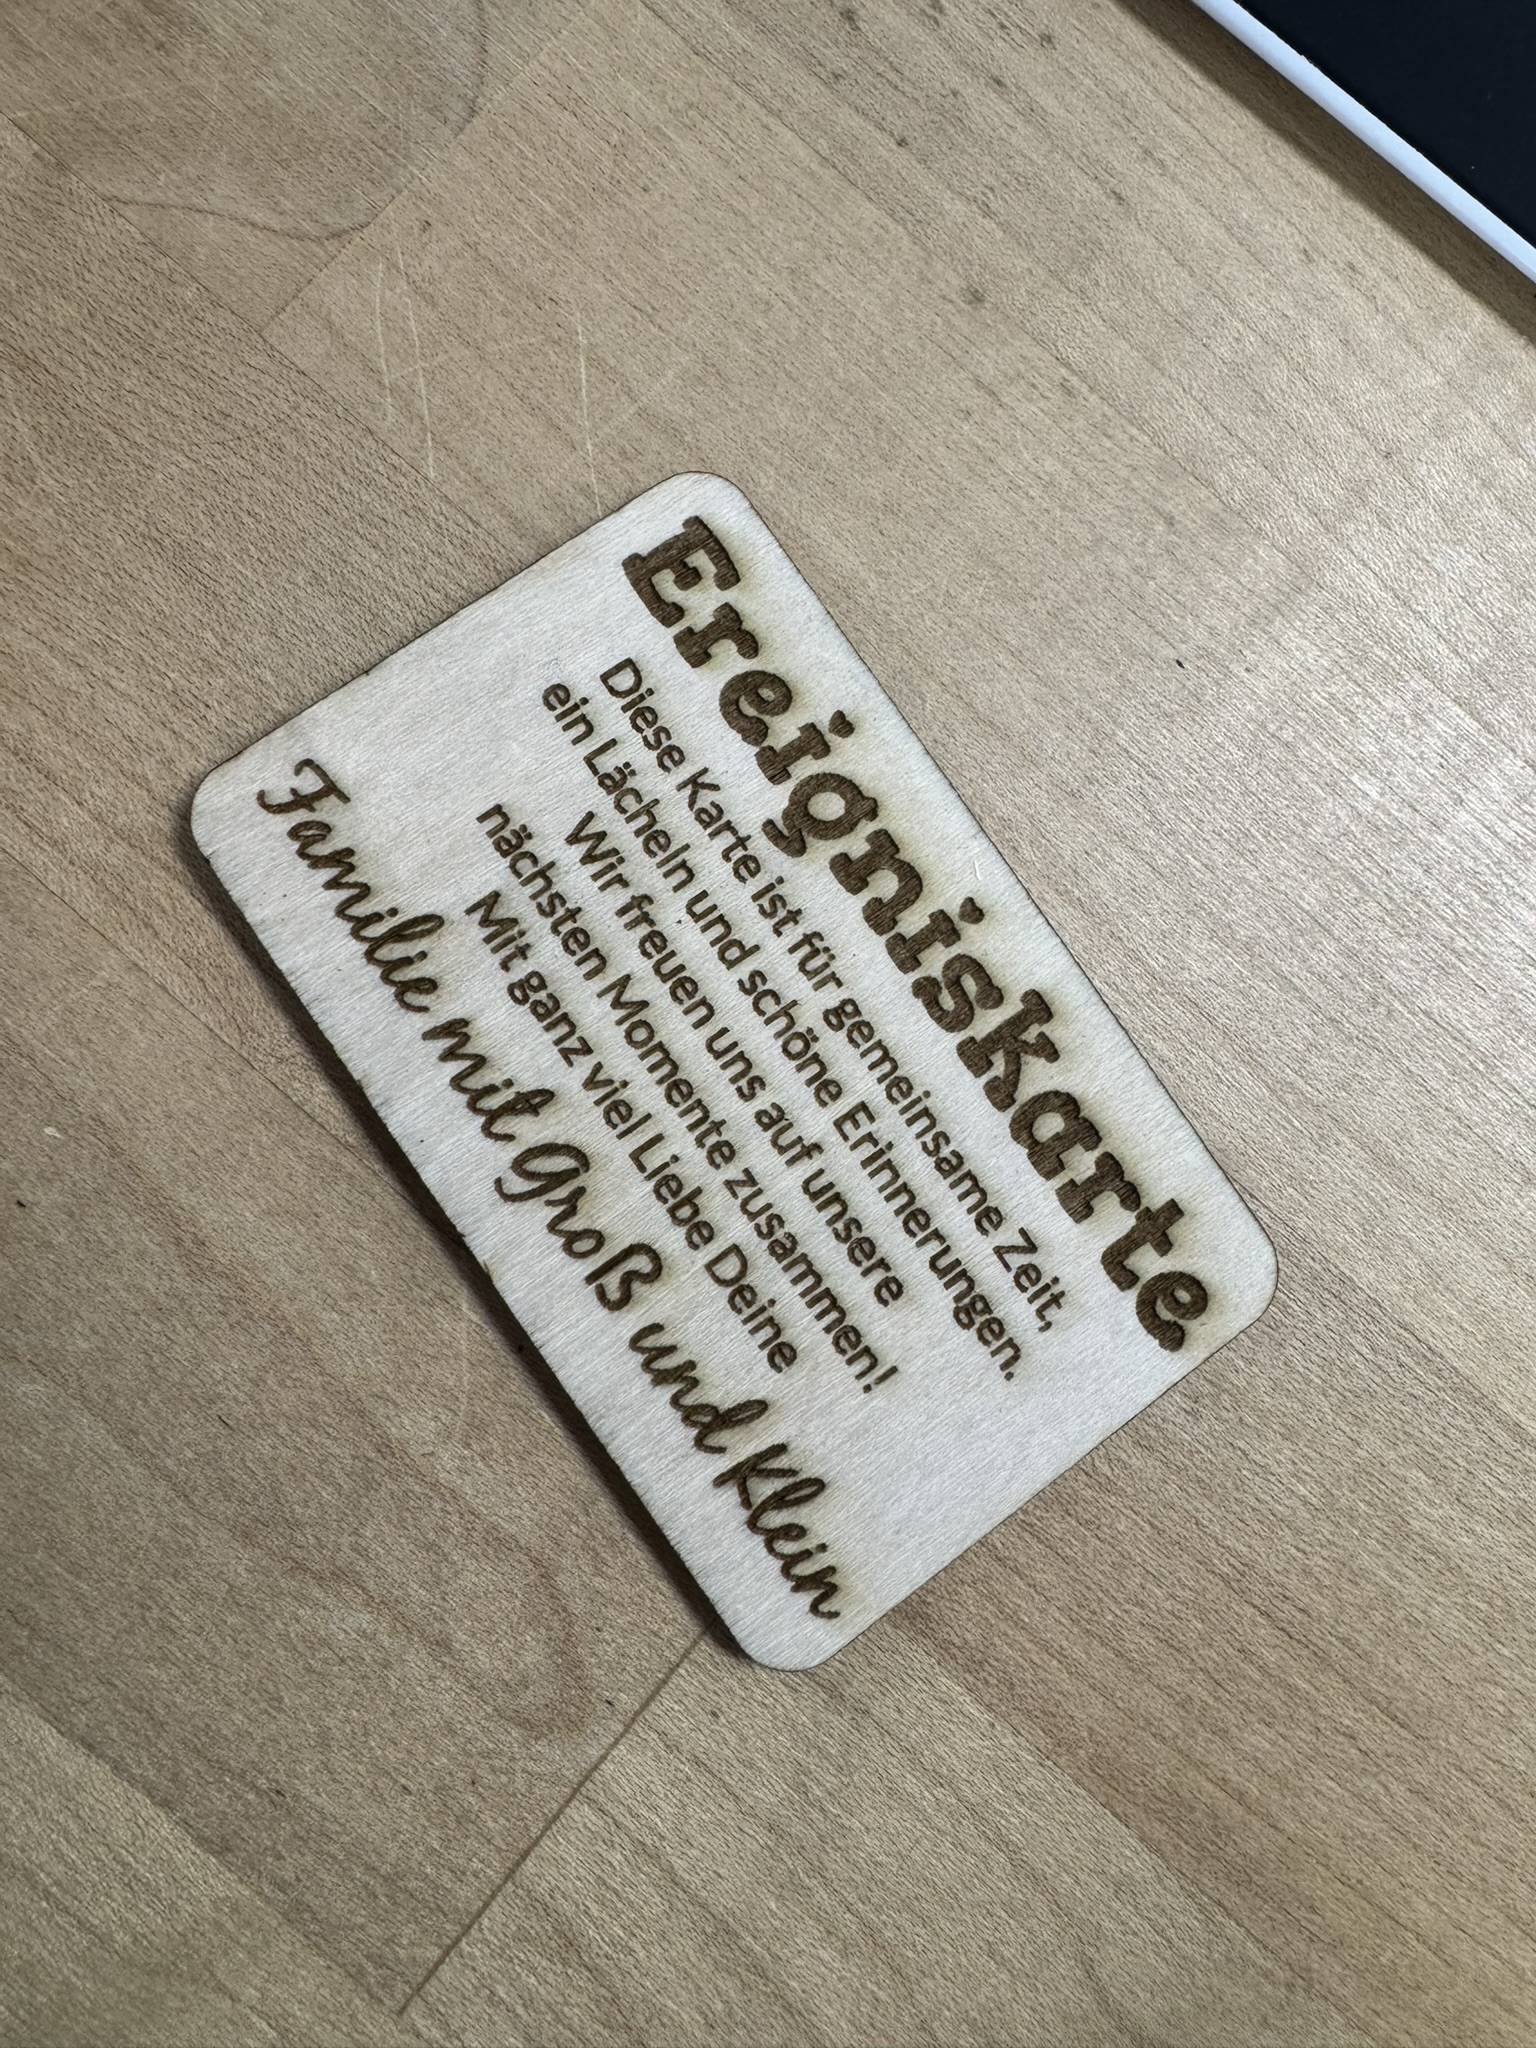 Ereigniskarte
Diese Karte ist für gemeinsame Zeit,
ein Lächeln und schöne Erinnerungen.
Wir freuen uns auf unsere
nächsten Momente zusammen!
Mit ganz viel Liebe Deine
Familie mit Groß und Klein